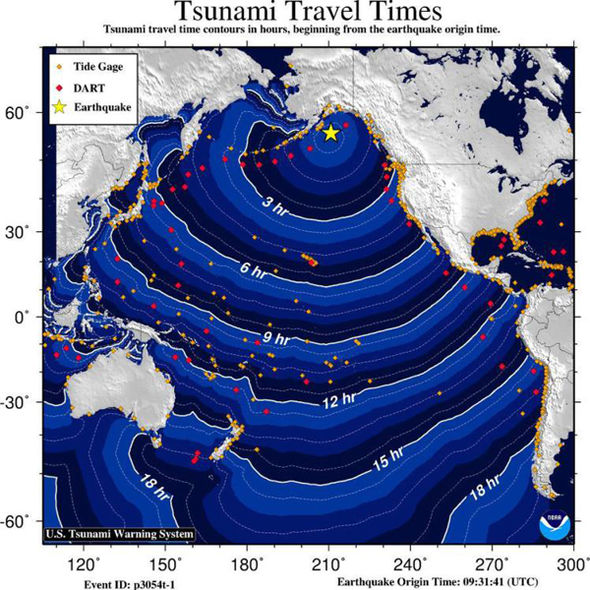 Tsunami Travel Times
Tsunami travel time contours in hours, beginning from the earthquake origin time.
Tide Gage
DART
Earthquake
60°
30°
0°
-30°
-60°
3 hr
6 hr
9 hr
12 hr
15 hr
18 hr
18 hr
U.S. Tsunami Warning System
NOAA
120° 150° 180° 210° 240° 270° 300°
Event ID: p3054t-1
Earthquake Origin Time: 09:31:41 (UTC)